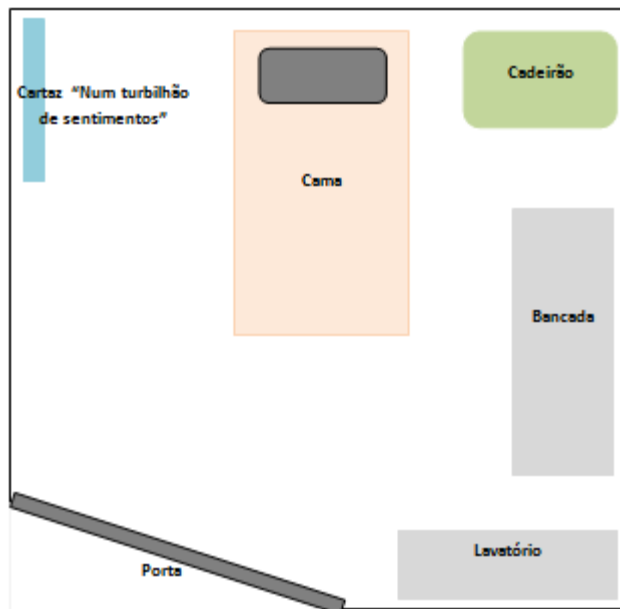 Cartaz “Num turbilhão
de sentimentos”
Cadeirão
Cama
Bancada
Lavatório
Porta